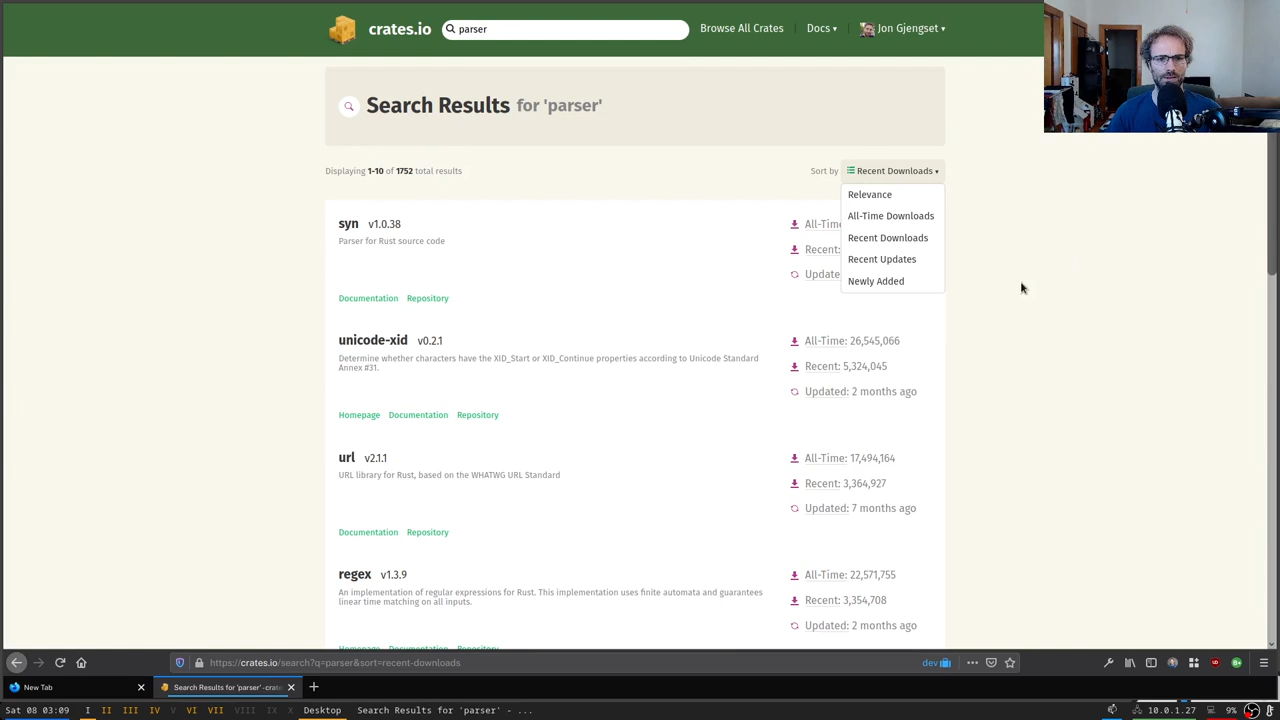 crates.io
parser
Browse All Crates
Docs ▾
Jon Gjengset ▾
Search Results for 'parser'
Displaying 1-10 of 1752 total results
Sort by
Recent Downloads ▾
Relevance
All-Time Downloads
Recent Downloads
Recent Updates
Newly Added
syn v1.0.38
Parser for Rust source code
All-Time
Recent:
Update
Documentation Repository
unicode-xid v0.2.1
Determine whether characters have the XID_Start or XID_Continue properties according to Unicode Standard
Annex #31.
All-Time: 26,545,066
Recent: 5,324,045
Updated: 2 months ago
Homepage Documentation Repository
url v2.1.1
URL library for Rust, based on the WHATWG URL Standard
All-Time: 17,494,164
Recent: 3,364,927
Updated: 7 months ago
Documentation Repository
regex v1.3.9
An implementation of regular expressions for Rust. This implementation uses finite automata and guarantees
linear time matching on all inputs.
All-Time: 22,571,755
Recent: 3,354,708
Updated: 2 months ago
Homepage Documentation Repository
https://crates.io/search?q=parser&sort=recent-downloads
dev
New Tab
Search Results for 'parser' - crate
Sat 08 03:09 I II III IV V VI VII VIII IX X Desktop Search Results for 'parser' - ...
10.0.1.27
9%